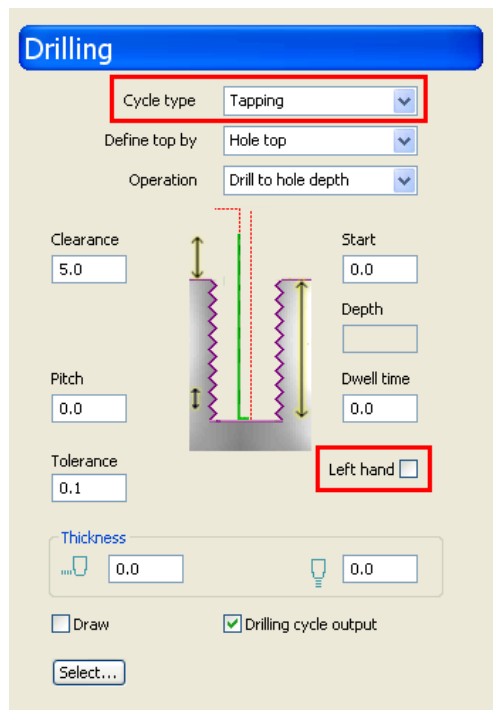 Drilling
Cycle type Tapping
Define top by Hole top
Operation Drill to hole depth
Clearance Start
5.0 0.0
Depth
Pitch Dwell time
0.0 0.0
Tolerance Left hand
0.1
Thickness
0.0 0.0
Draw Drilling cycle output
Select...